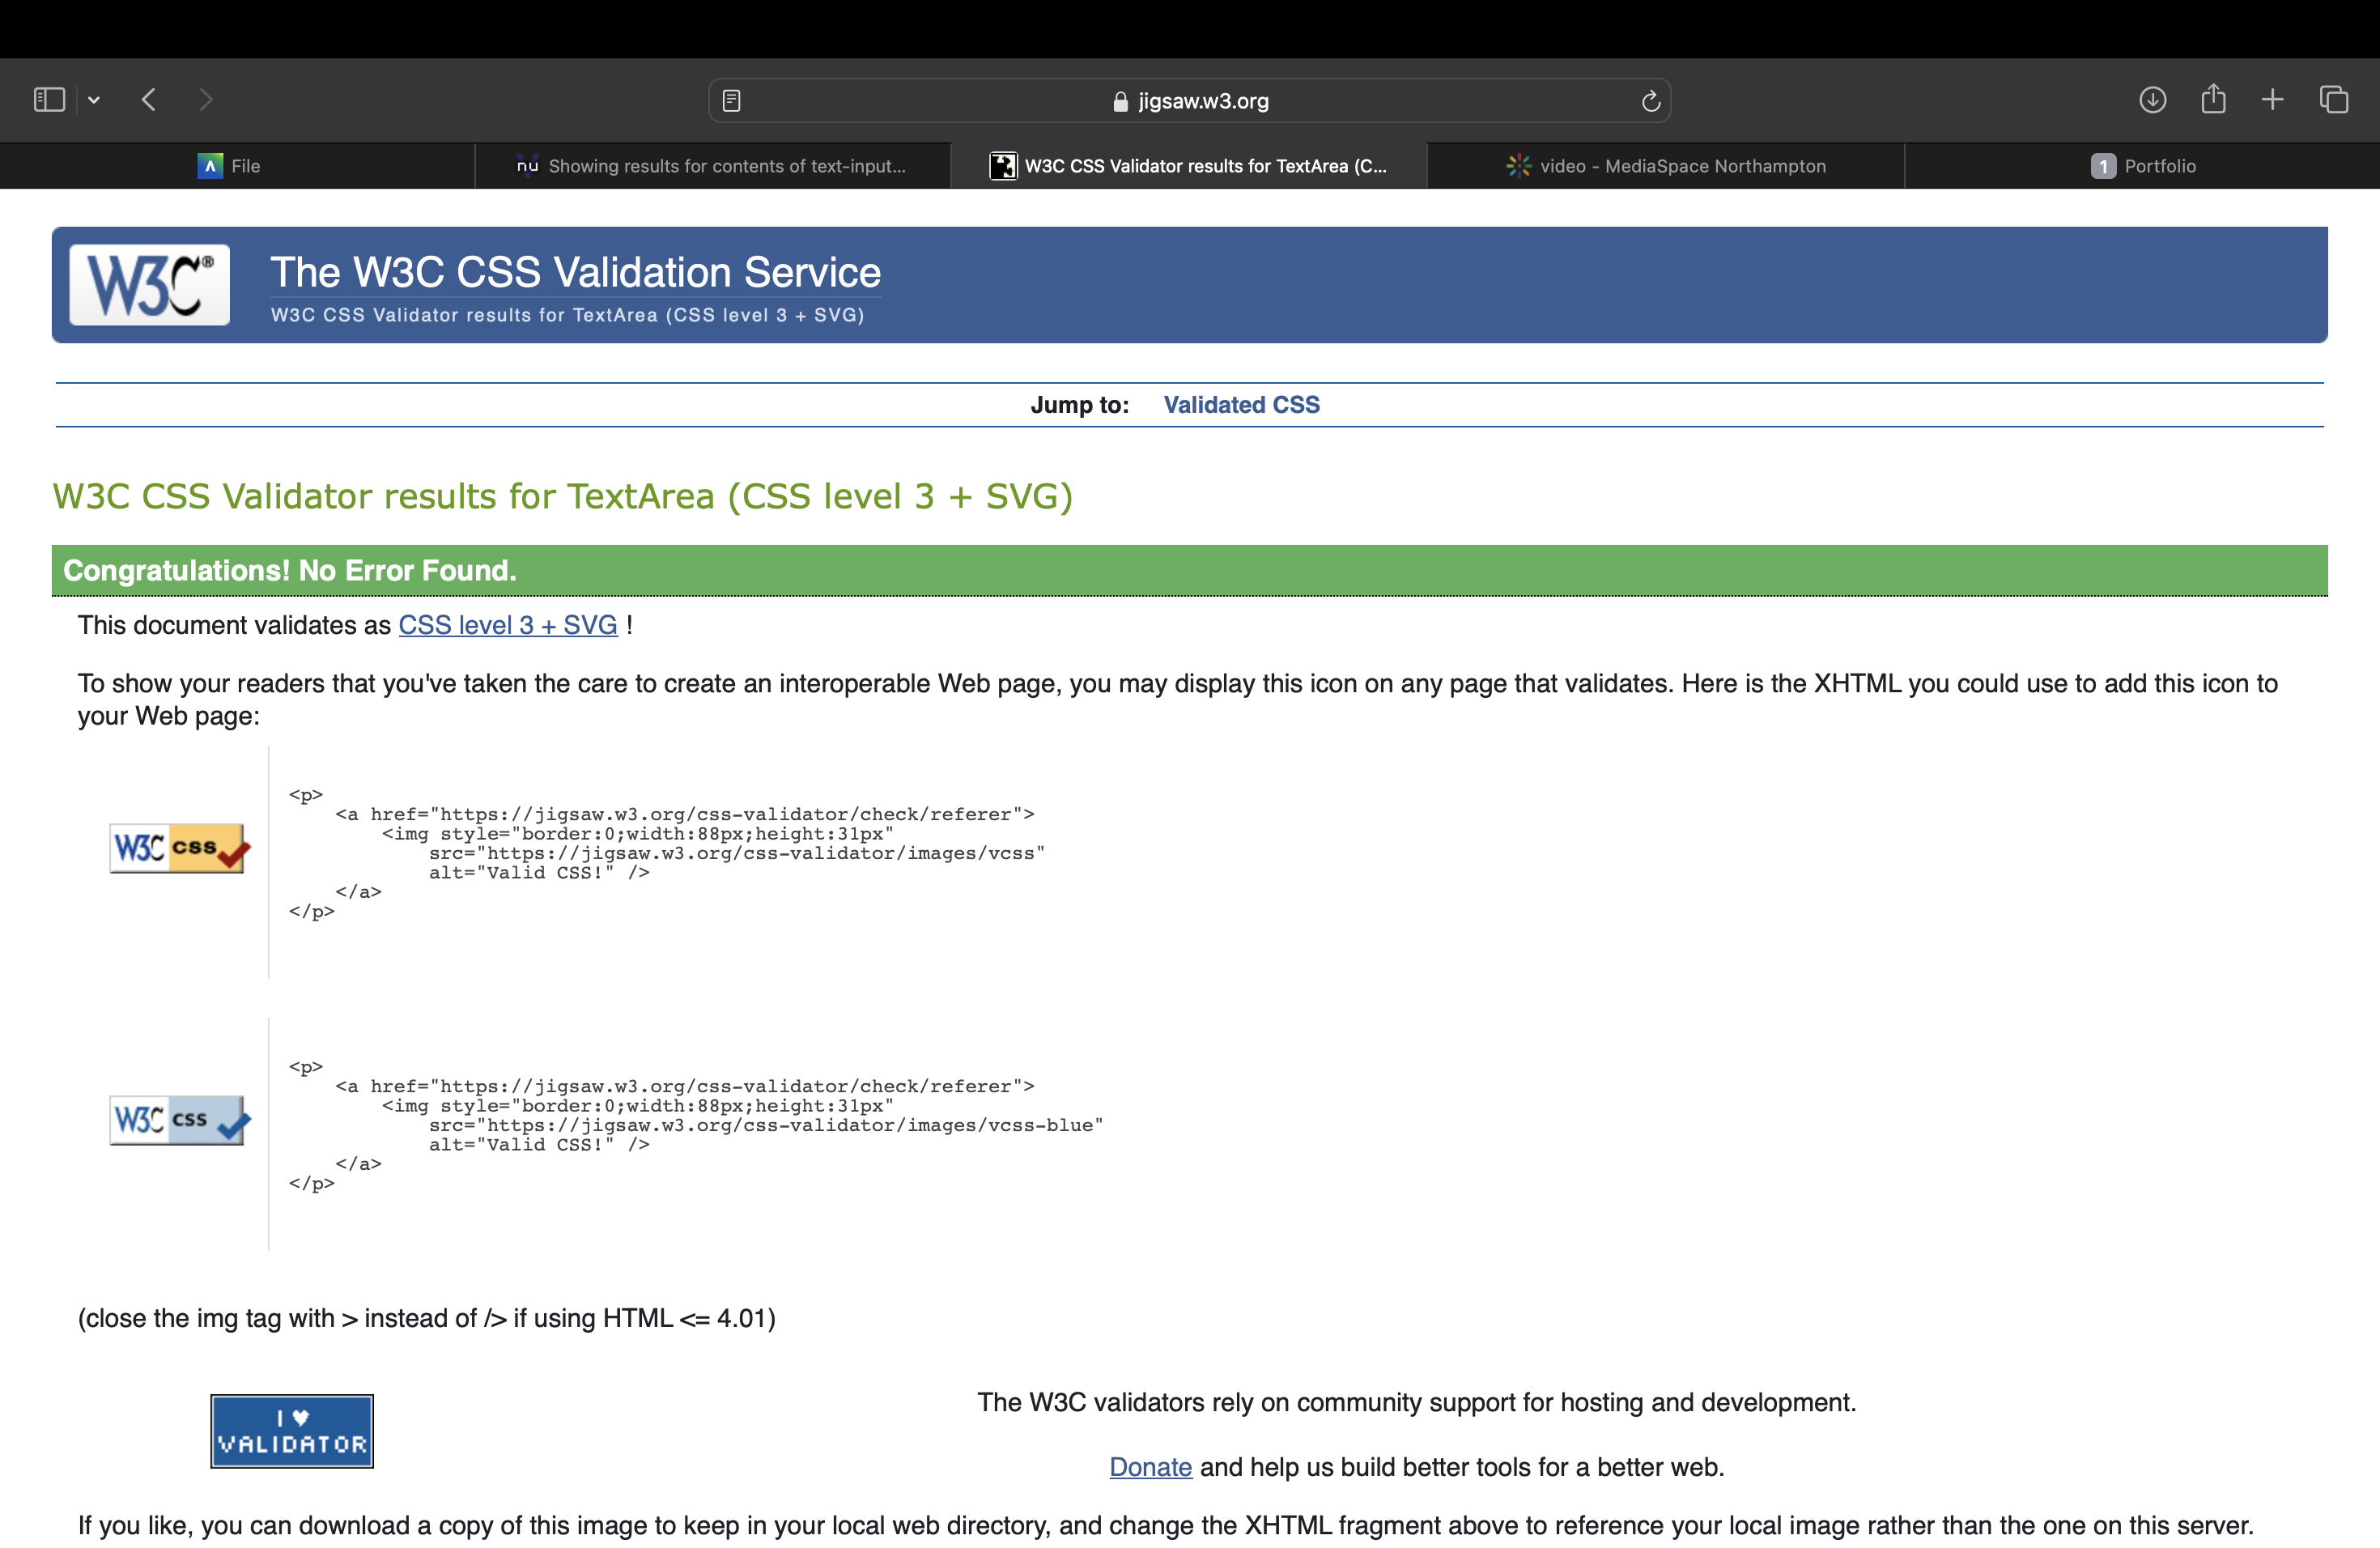 jigsaw.w3.org
File
Showing results for contents of text-input...
W3C CSS Validator results for TextArea (C...
video - MediaSpace Northampton
1 Portfolio
W3C®
The W3C CSS Validation Service
W3C CSS Validator results for TextArea (CSS level 3 + SVG)
Jump to: Validated CSS
W3C CSS Validator results for TextArea (CSS level 3 + SVG)
Congratulations! No Error Found.
This document validates as CSS level 3 + SVG !
To show your readers that you've taken the care to create an interoperable Web page, you may display this icon on any page that validates. Here is the XHTML you could use to add this icon to
your Web page:
W3C css
<p>
    <a href="https://jigsaw.w3.org/css-validator/check/referer">
        <img style="border:0;width:88px;height:31px"
            src="https://jigsaw.w3.org/css-validator/images/vcss"
            alt="Valid CSS!" />
    </a>
</p>
W3C css
<p>
    <a href="https://jigsaw.w3.org/css-validator/check/referer">
        <img style="border:0;width:88px;height:31px"
            src="https://jigsaw.w3.org/css-validator/images/vcss-blue"
            alt="Valid CSS!" />
    </a>
</p>
(close the img tag with > instead of /> if using HTML <= 4.01)
I ♥
VALIDATOR
The W3C validators rely on community support for hosting and development.
Donate and help us build better tools for a better web.
If you like, you can download a copy of this image to keep in your local web directory, and change the XHTML fragment above to reference your local image rather than the one on this server.